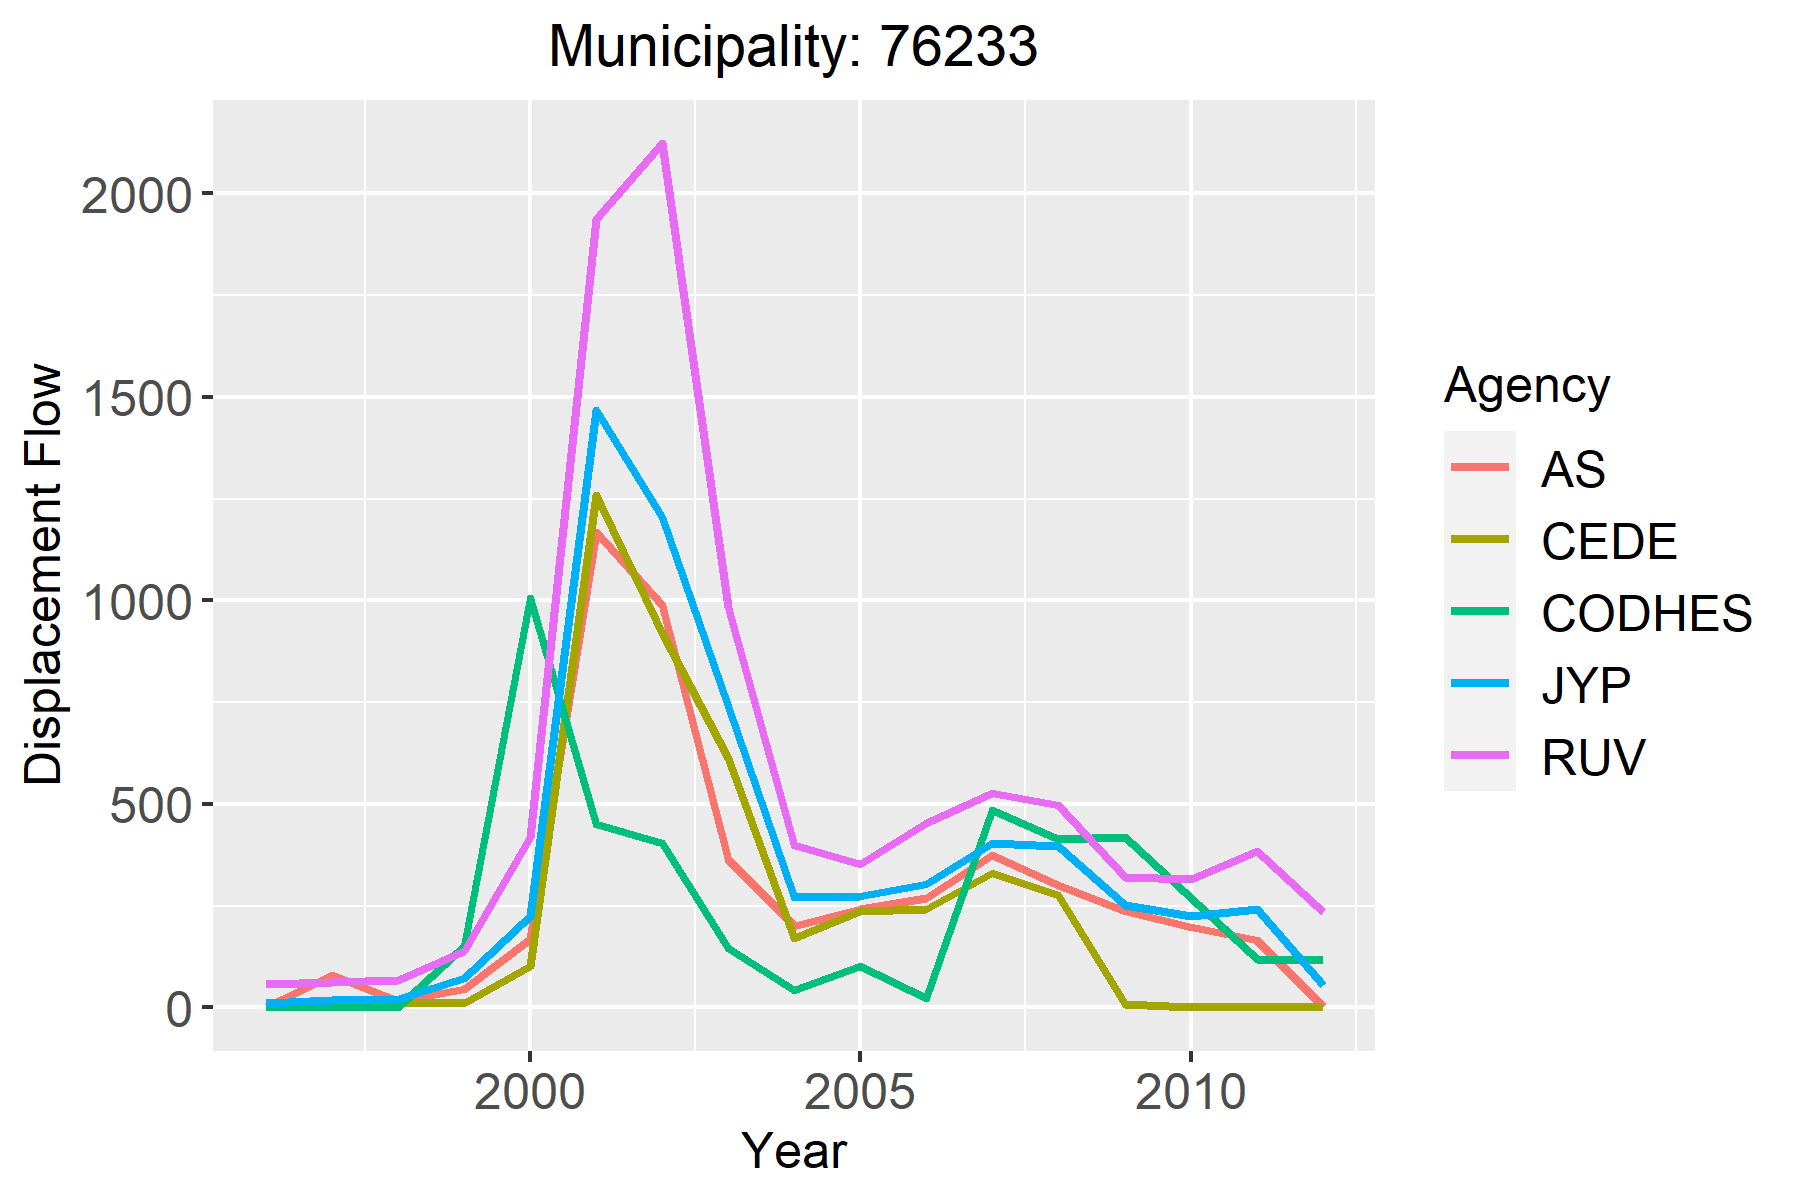 Municipality: 76233
Displacement Flow
2000
1500
1000
500
0
2000 2005 2010
Year
Agency
AS
CEDE
CODHES
JYP
RUV